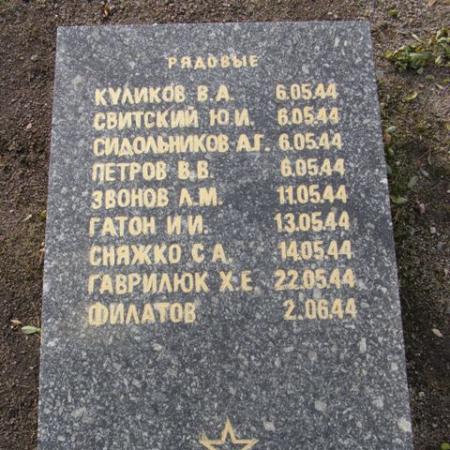 РЯДОВЫЕ
КУЛИКОВ В.А. 6.05.44
СВИТСКИЙ Ю.И. 6.05.44
СИДОЛЬНИКОВ А.Г. 6.05.44
ПЕТРОВ В.В. 6.05.44
ЗВОНОВ Л.М. 11.05.44
ГАТОН И И. 13.05.44
СНЯЖКО С А. 14.05.44
ГАВРИЛЮК Х.Е. 22.05.44
ФИЛАТОВ 2.06.44